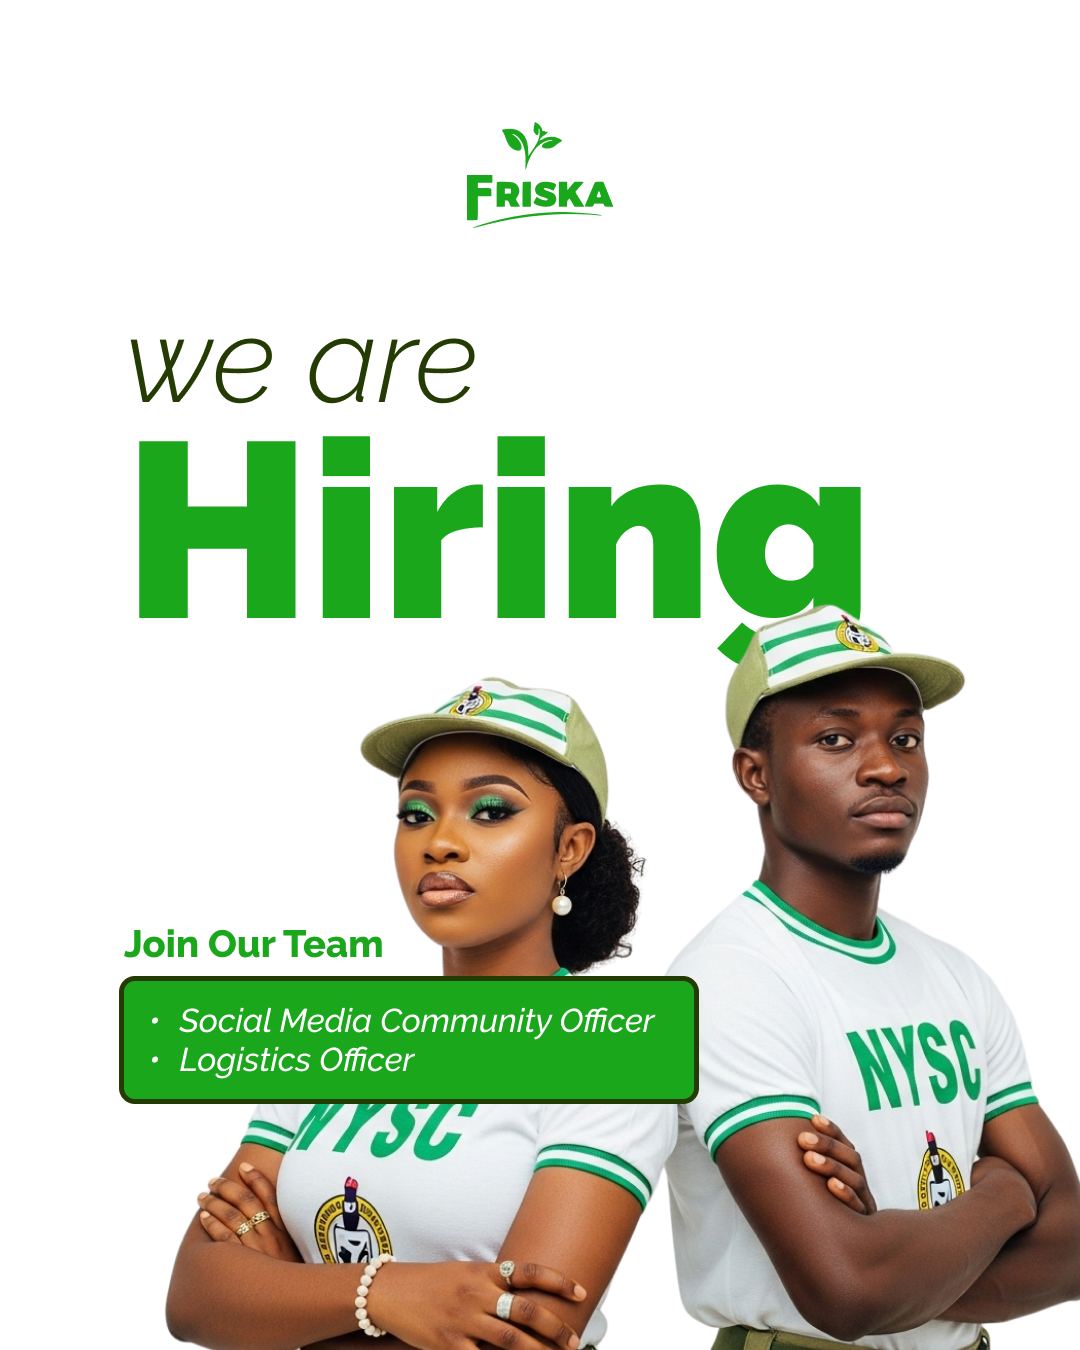 FRISKA
we are
Hiring
Join Our Team
• Social Media Community Officer
• Logistics Officer
NYSC
NYSC